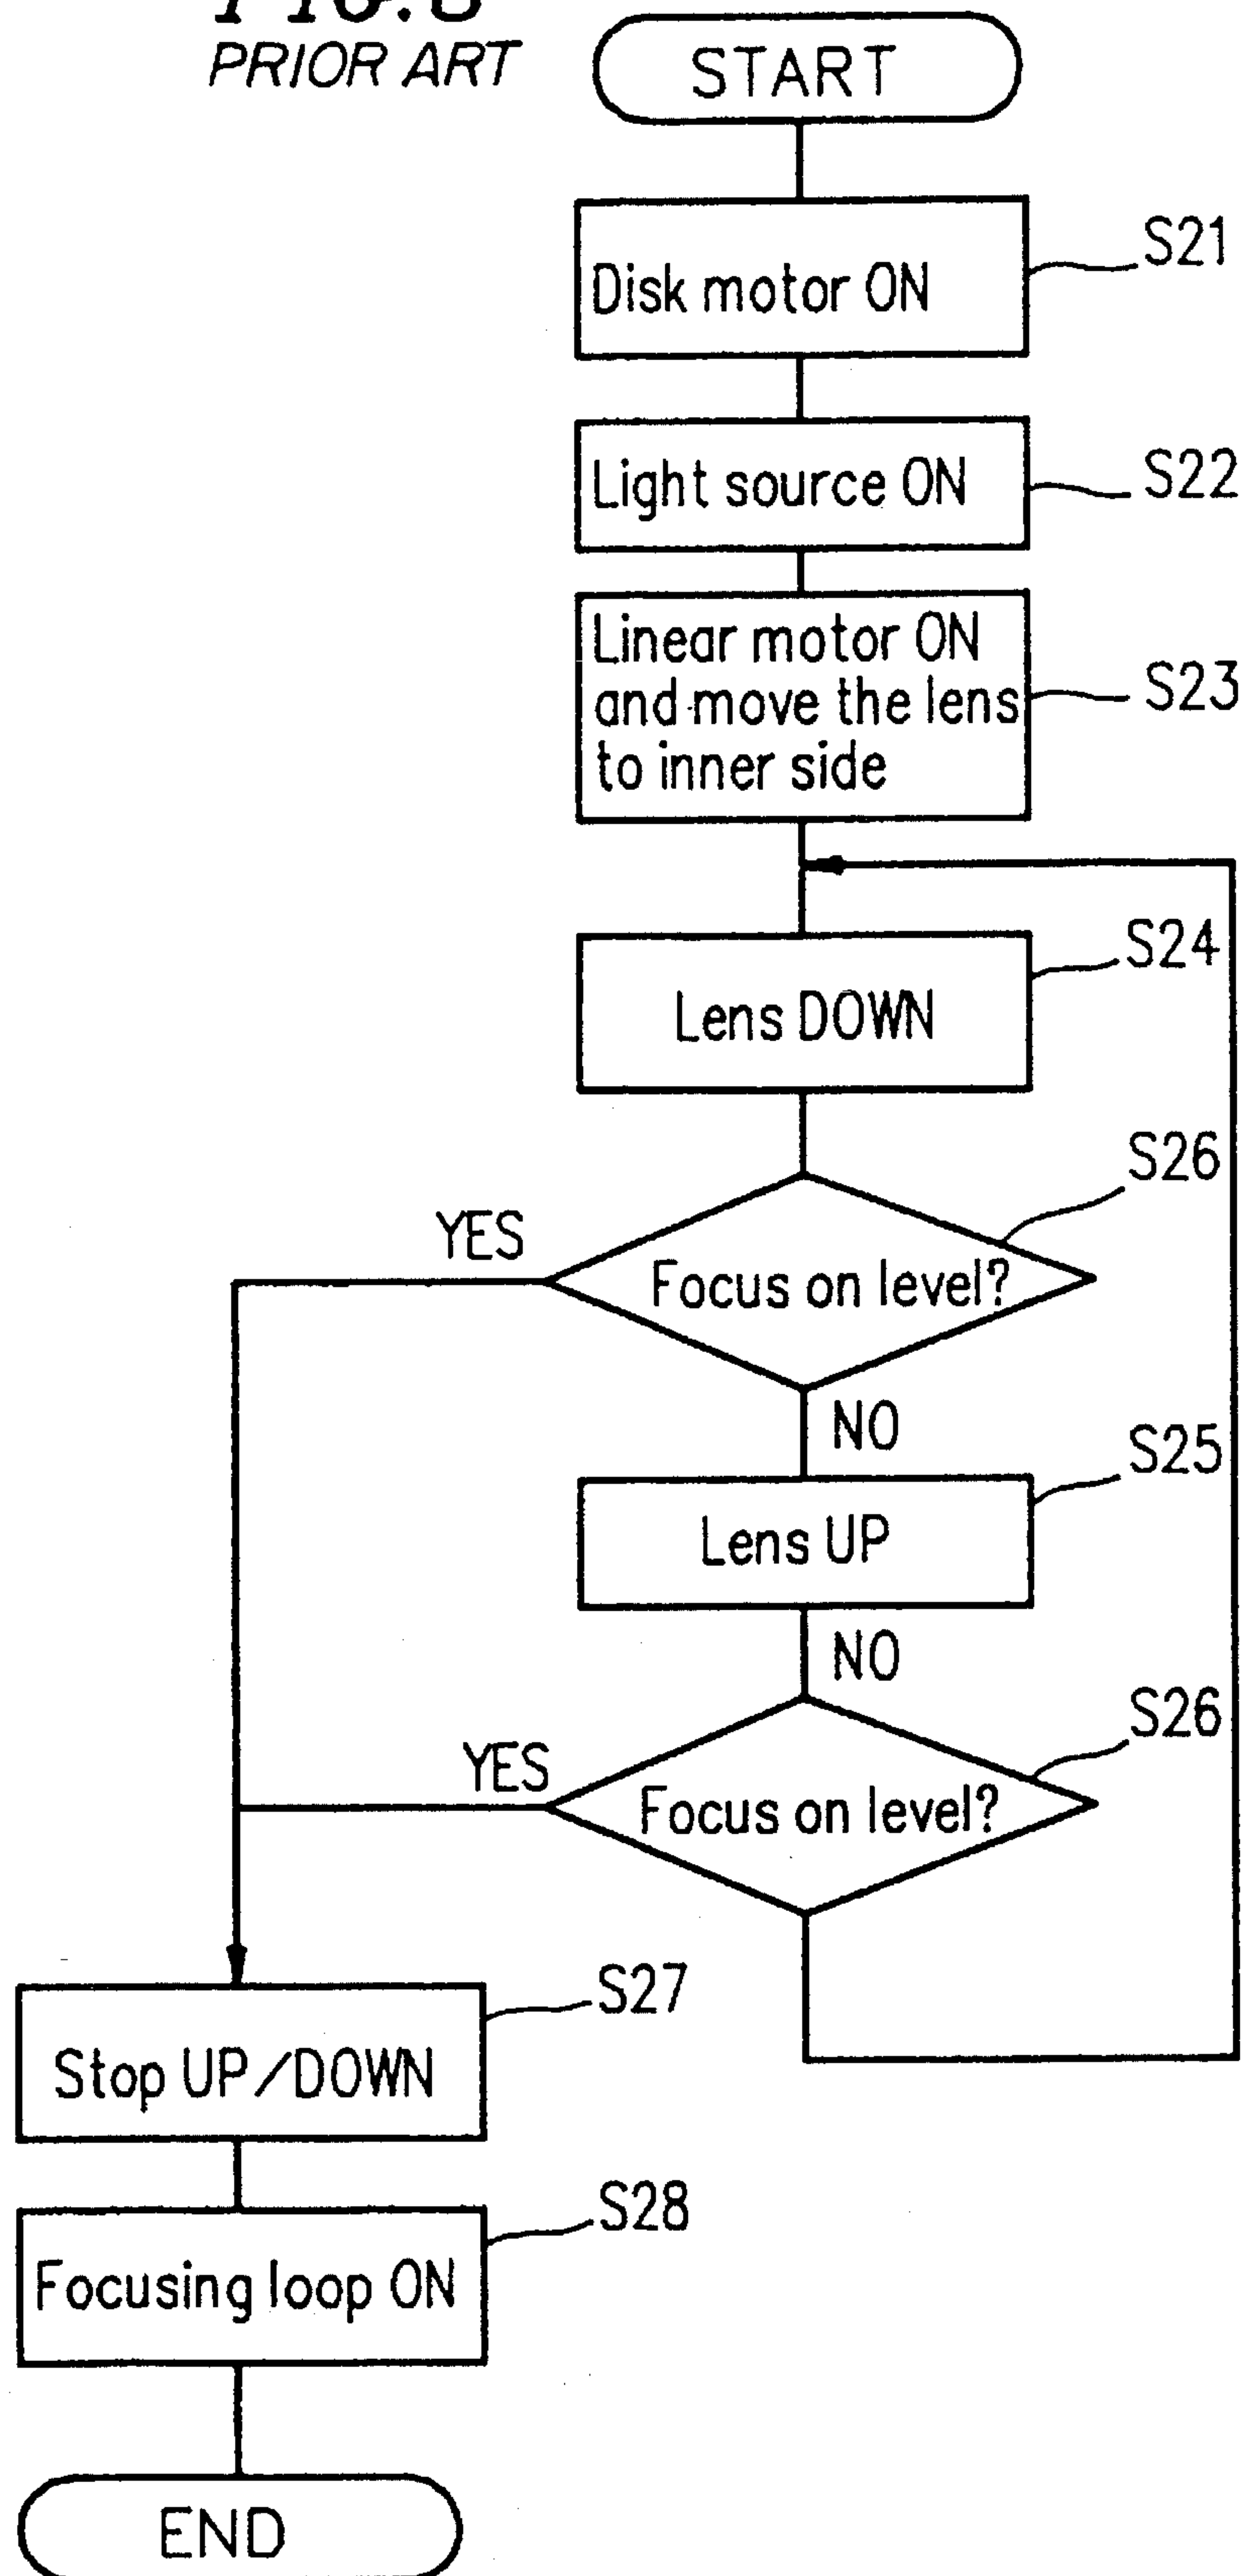 PRIOR ART
START
Disk motor ON
S21
Light source ON
S22
Linear motor ON
and move the lens
to inner side
S23
Lens DOWN
S24
Focus on level?
S26
YES
NO
Lens UP
S25
NO
Focus on level?
S26
YES
Stop UP/DOWN
S27
Focusing loop ON
S28
END